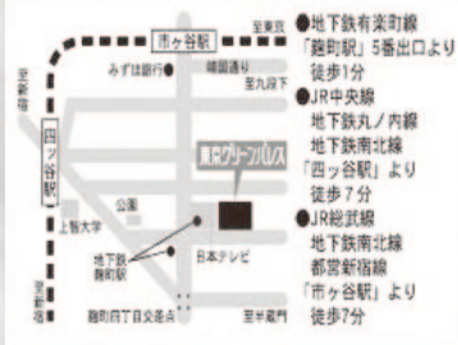 至東京
市ヶ谷駅
みずほ銀行
靖国通り
至九段下
至新宿
四ッ谷駅
東京グリーンパレス
公園
上智大学
地下鉄
麹町駅
日本テレビ
至新宿
麹町四丁目交差点
至半蔵門
●地下鉄有楽町線
「麹町駅」5番出口より
徒歩1分
●JR中央線
地下鉄丸ノ内線
地下鉄南北線
「四ッ谷駅」より
徒歩7分
●JR総武線
地下鉄南北線
都営新宿線
「市ヶ谷駅」より
徒歩7分